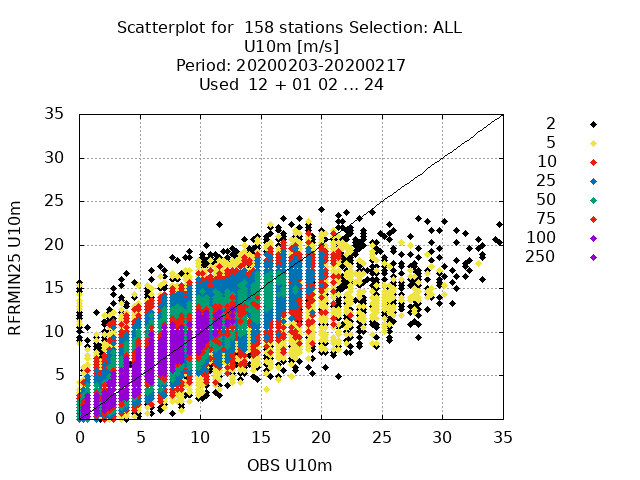 Scatterplot for  158 stations Selection: ALL
U10m [m/s]
Period: 20200203-20200217
Used  12 + 01 02 ... 24
35
30
25
20
15
10
5
0
RFRMIN25 U10m
0 5 10 15 20 25 30 35
OBS U10m
2
5
10
25
50
75
100
250